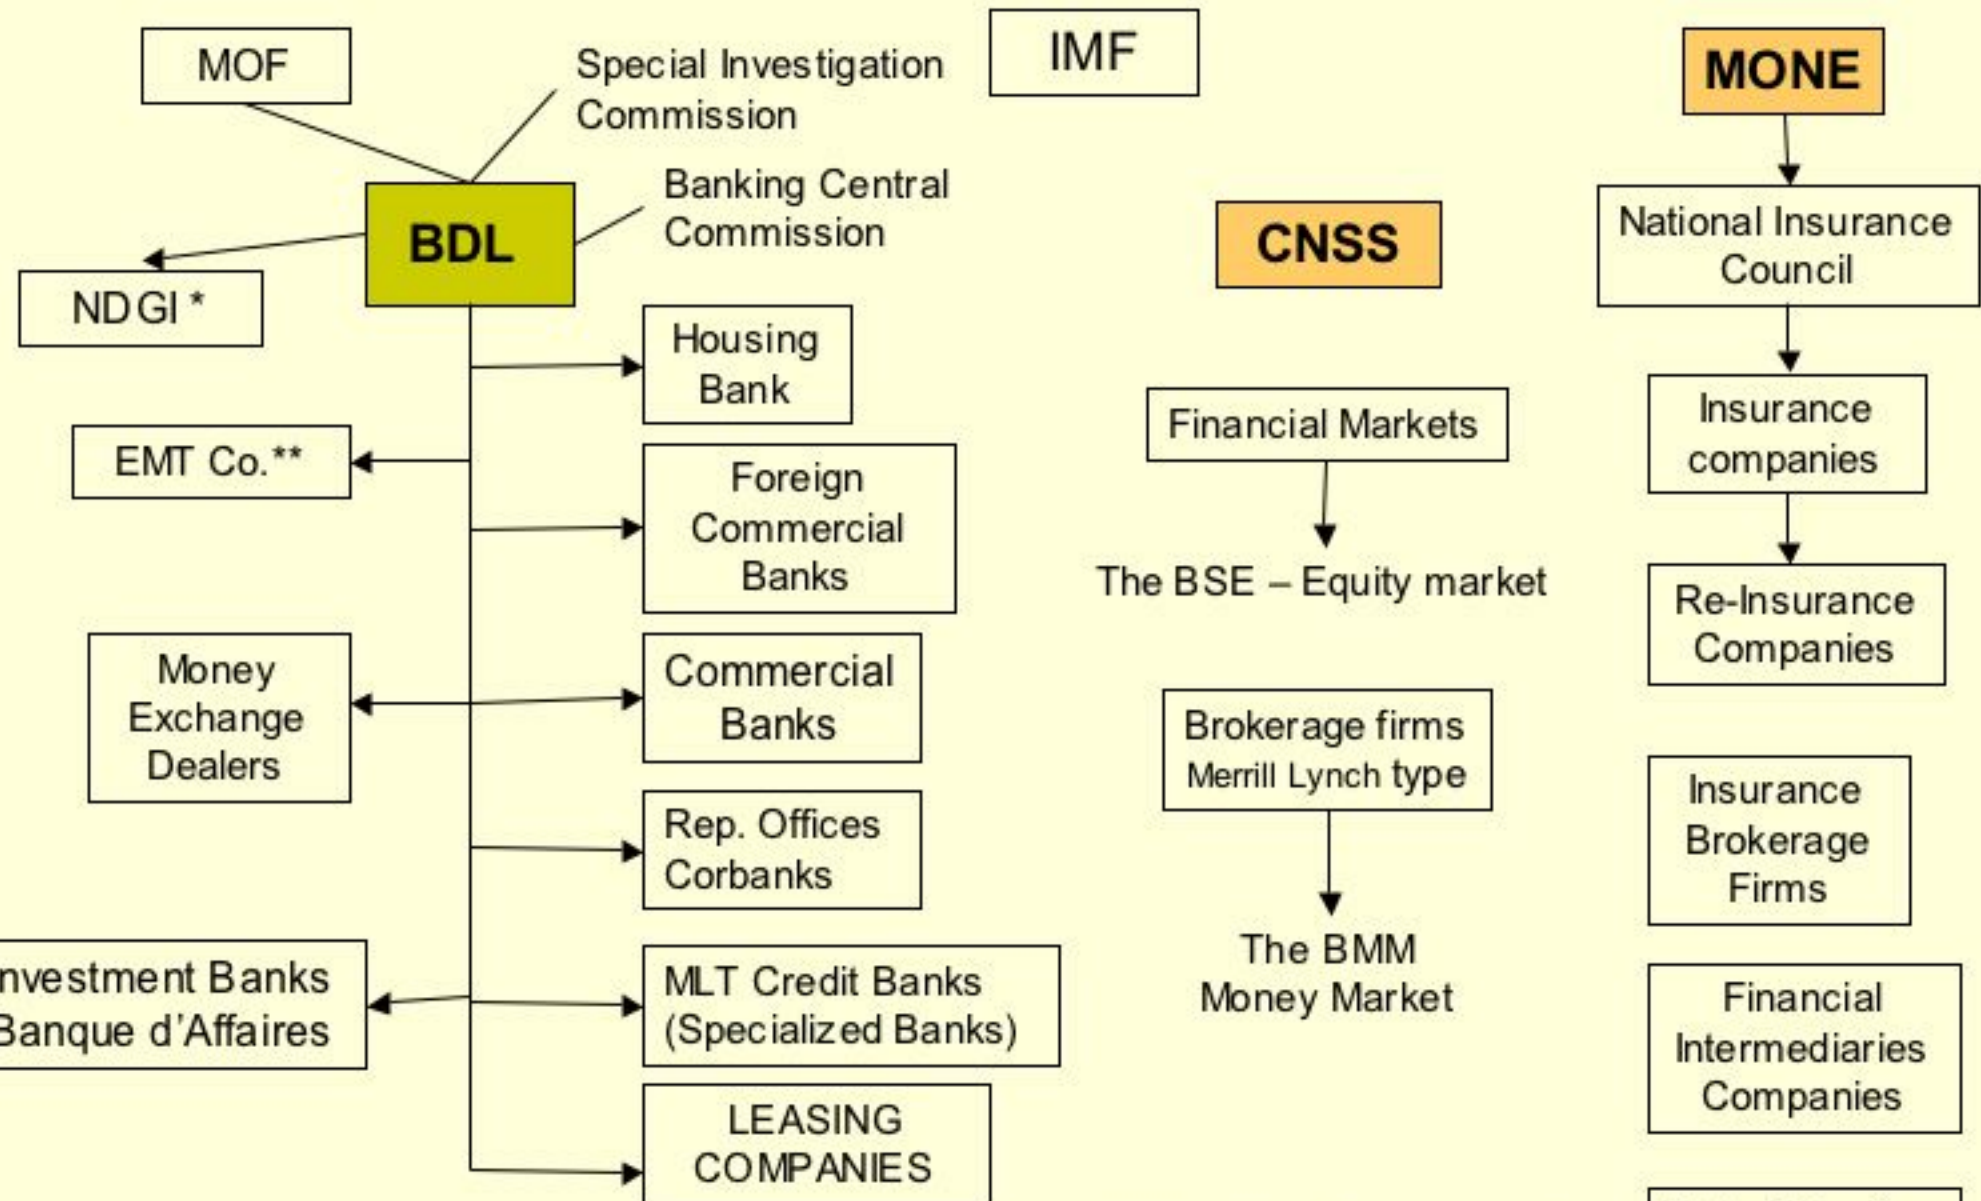 MOF
Special Investigation
Commission
IMF
MONE
BDL
Banking Central
Commission
CNSS
National Insurance
Council
NDGI *
Housing
Bank
Financial Markets
Insurance
companies
EMT Co.**
Foreign
Commercial
Banks
The BSE – Equity market
Re-Insurance
Companies
Money
Exchange
Dealers
Commercial
Banks
Brokerage firms
Merrill Lynch type
Insurance
Brokerage
Firms
Rep. Offices
Corbanks
The BMM
Money Market
nvestment Banks
Banque d’Affaires
MLT Credit Banks
(Specialized Banks)
Financial
Intermediaries
Companies
LEASING
COMPANIES